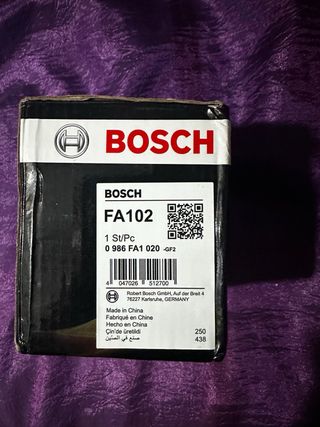 BOSCH
BOSCH
FA102
1 St/Pc
0 986 FA1 020 -GF2
4 047026 512700
Robert Bosch GmbH, Auf der Breit 4
76227 Karlsruhe, GERMANY
Made in China
Fabriqué en Chine
Hecho en China
Çin'de üretildi 250
صنع في الصين 438